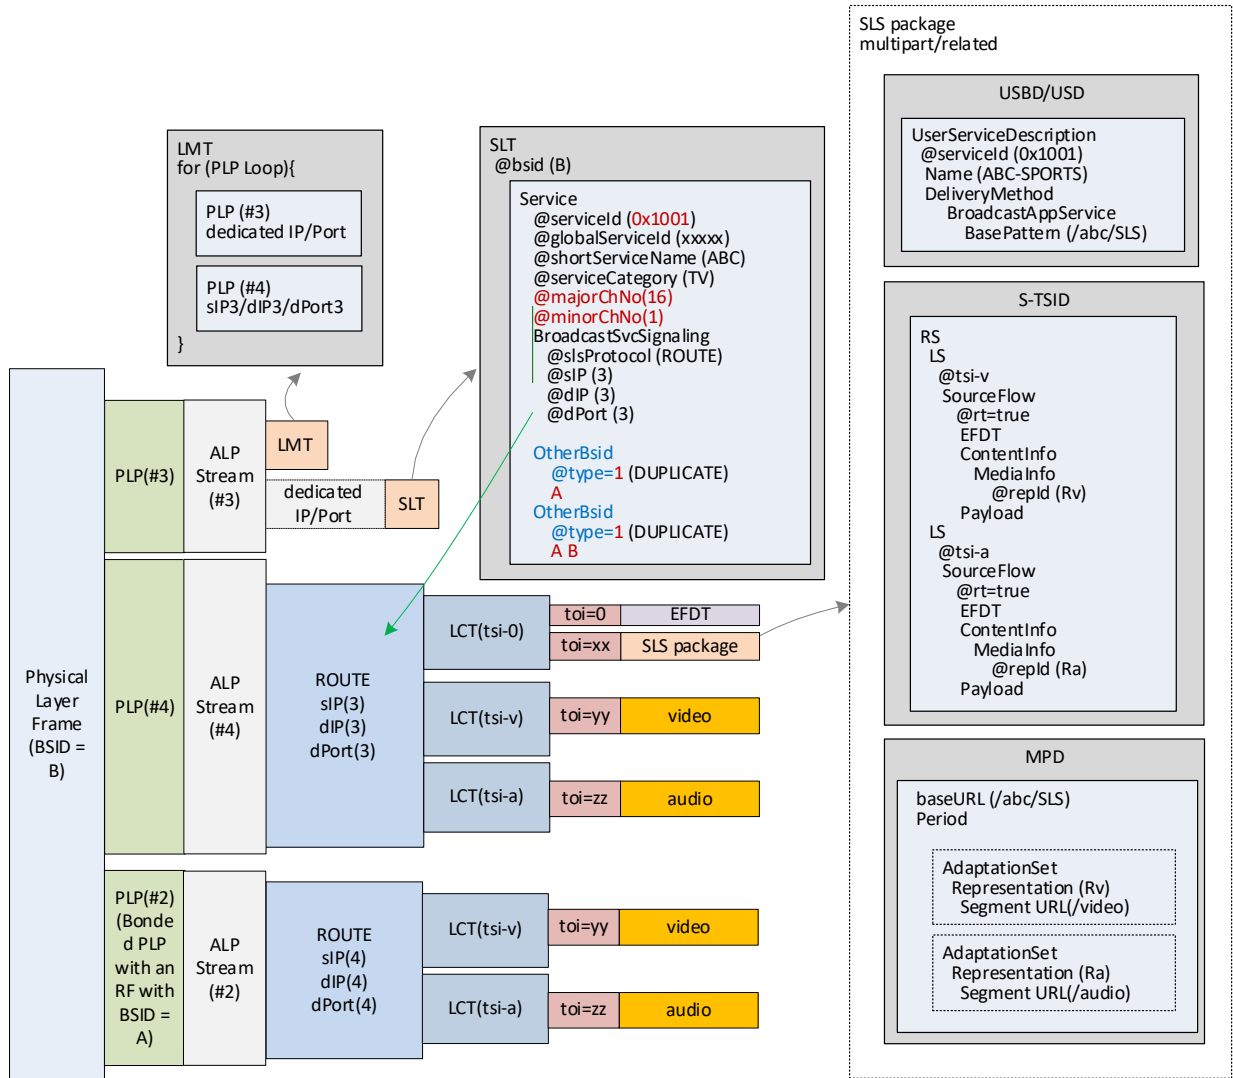 SLS package
multipart/related
USBD/USD
UserServiceDescription
@serviceId (0x1001)
Name (ABC-SPORTS)
DeliveryMethod
BroadcastAppService
BasePattern (/abc/SLS)
S-TSID
RS
LS
@tsi-v
SourceFlow
@rt=true
EFDT
ContentInfo
MediaInfo
@repId (Rv)
Payload
LS
@tsi-a
SourceFlow
@rt=true
EFDT
ContentInfo
MediaInfo
@repId (Ra)
Payload
MPD
baseURL (/abc/SLS)
Period
AdaptationSet
Representation (Rv)
Segment URL(/video)
AdaptationSet
Representation (Ra)
Segment URL(/audio)
LMT
for (PLP Loop){
PLP (#3)
dedicated IP/Port
PLP (#4)
sIP3/dIP3/dPort3
}
SLT
@bsid (B)
Service
@serviceId (0x1001)
@globalServiceId (xxxxx)
@shortServiceName (ABC)
@serviceCategory (TV)
@majorChNo(16)
@minorChNo(1)
BroadcastSvcSignaling
@slsProtocol (ROUTE)
@sIP (3)
@dIP (3)
@dPort (3)
OtherBsid
@type=1 (DUPLICATE)
A
OtherBsid
@type=1 (DUPLICATE)
A B
Physical
Layer
Frame
(BSID =
B)
PLP(#3)
ALP
Stream
(#3)
LMT
dedicated
IP/Port
SLT
PLP(#4)
ALP
Stream
(#4)
ROUTE
sIP(3)
dIP(3)
dPort(3)
LCT(tsi-0)
toi=0
EFDT
toi=xx
SLS package
LCT(tsi-v)
toi=yy
video
LCT(tsi-a)
toi=zz
audio
PLP(#2)
(Bonde
d PLP
with an
RF with
BSID =
A)
ALP
Stream
(#2)
ROUTE
sIP(4)
dIP(4)
dPort(4)
LCT(tsi-v)
toi=yy
video
LCT(tsi-a)
toi=zz
audio